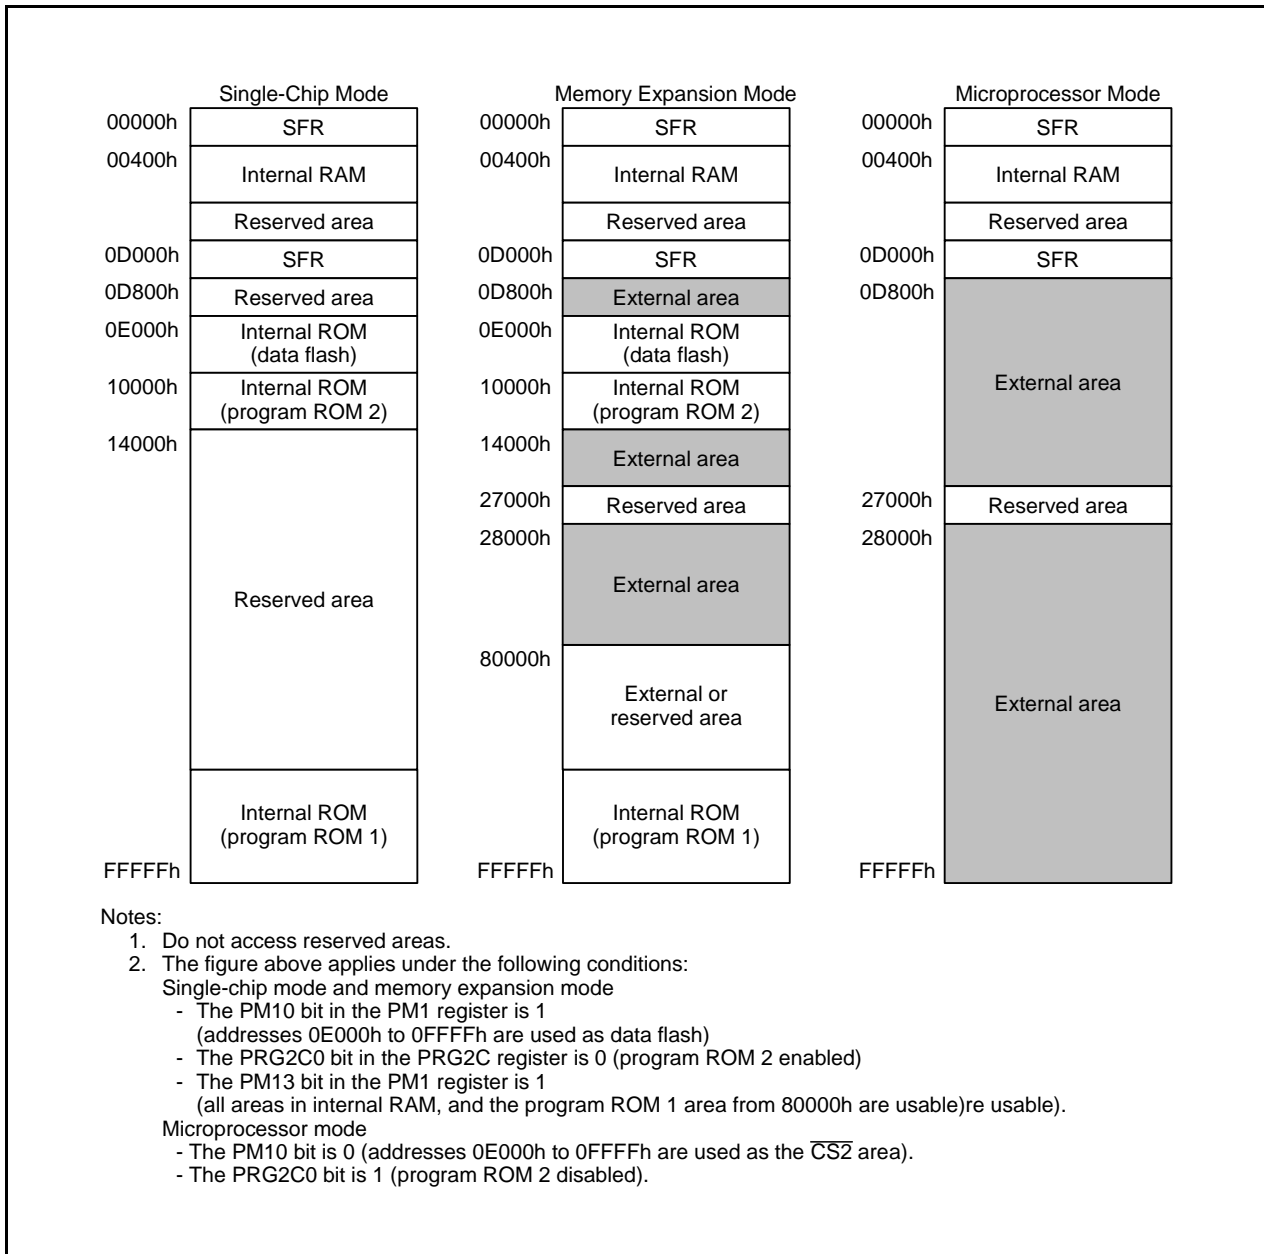 Single-Chip Mode
00000h
SFR
00400h
Internal RAM
Reserved area
0D000h
SFR
0D800h
Reserved area
0E000h
Internal ROM
(data flash)
10000h
Internal ROM
(program ROM 2)
14000h
Reserved area
Internal ROM
(program ROM 1)
FFFFFh
Memory Expansion Mode
00000h
SFR
00400h
Internal RAM
Reserved area
0D000h
SFR
0D800h
External area
0E000h
Internal ROM
(data flash)
10000h
Internal ROM
(program ROM 2)
14000h
External area
27000h
Reserved area
28000h
External area
80000h
External or
reserved area
Internal ROM
(program ROM 1)
FFFFFh
Microprocessor Mode
00000h
SFR
00400h
Internal RAM
Reserved area
0D000h
SFR
0D800h
External area
27000h
Reserved area
28000h
External area
FFFFFh
Notes:
1. Do not access reserved areas.
2. The figure above applies under the following conditions:
Single-chip mode and memory expansion mode
- The PM10 bit in the PM1 register is 1
(addresses 0E000h to 0FFFFh are used as data flash)
- The PRG2C0 bit in the PRG2C register is 0 (program ROM 2 enabled)
- The PM13 bit in the PM1 register is 1
(all areas in internal RAM, and the program ROM 1 area from 80000h are usable)re usable).
Microprocessor mode
- The PM10 bit is 0 (addresses 0E000h to 0FFFFh are used as the C̅S̅2̅ area).
- The PRG2C0 bit is 1 (program ROM 2 disabled).